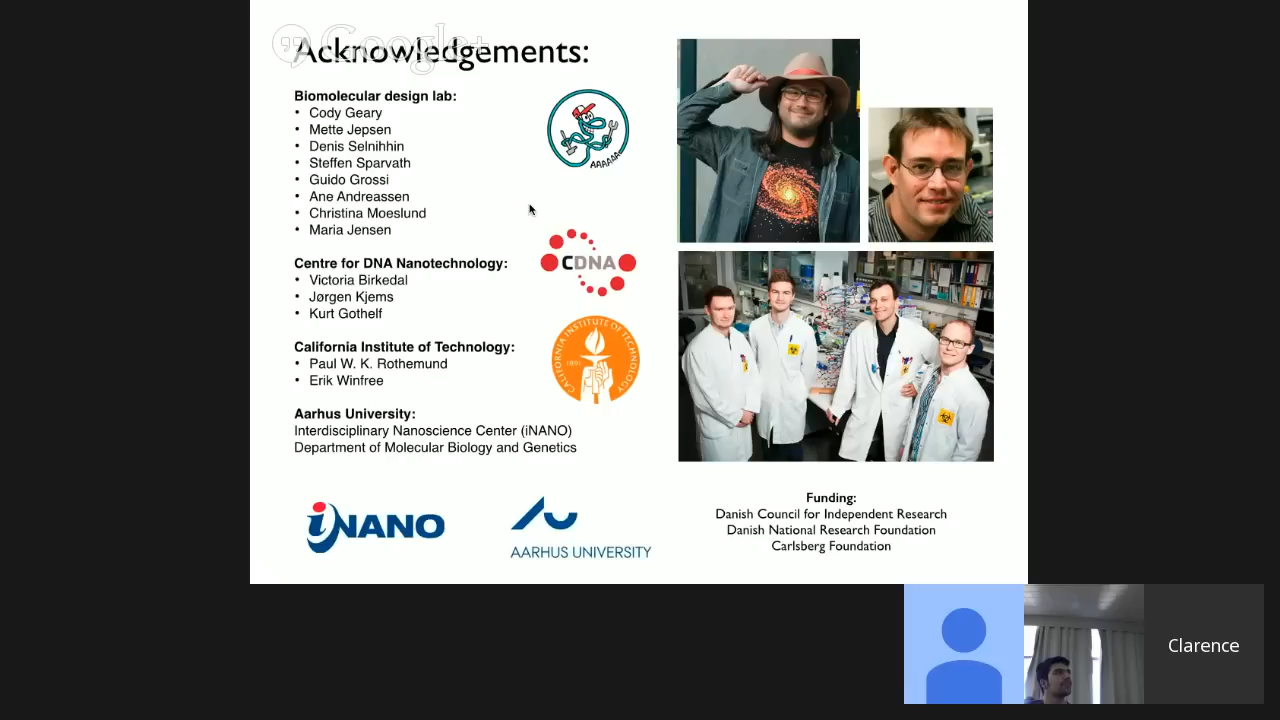 Google+
Acknowledgements:
Biomolecular design lab:
• Cody Geary
• Mette Jepsen
• Denis Selnihhin
• Steffen Sparvath
• Guido Grossi
• Ane Andreassen
• Christina Moeslund
• Maria Jensen
AAAAAA
Centre for DNA Nanotechnology:
• Victoria Birkedal
• Jørgen Kjems
• Kurt Gothelf
CDNA
California Institute of Technology:
• Paul W. K. Rothemund
• Erik Winfree
CALIFORNIA INSTITUTE OF TECHNOLOGY
1891
Aarhus University:
Interdisciplinary Nanoscience Center (iNANO)
Department of Molecular Biology and Genetics
iNANO
AARHUS UNIVERSITY
Funding:
Danish Council for Independent Research
Danish National Research Foundation
Carlsberg Foundation
Clarence